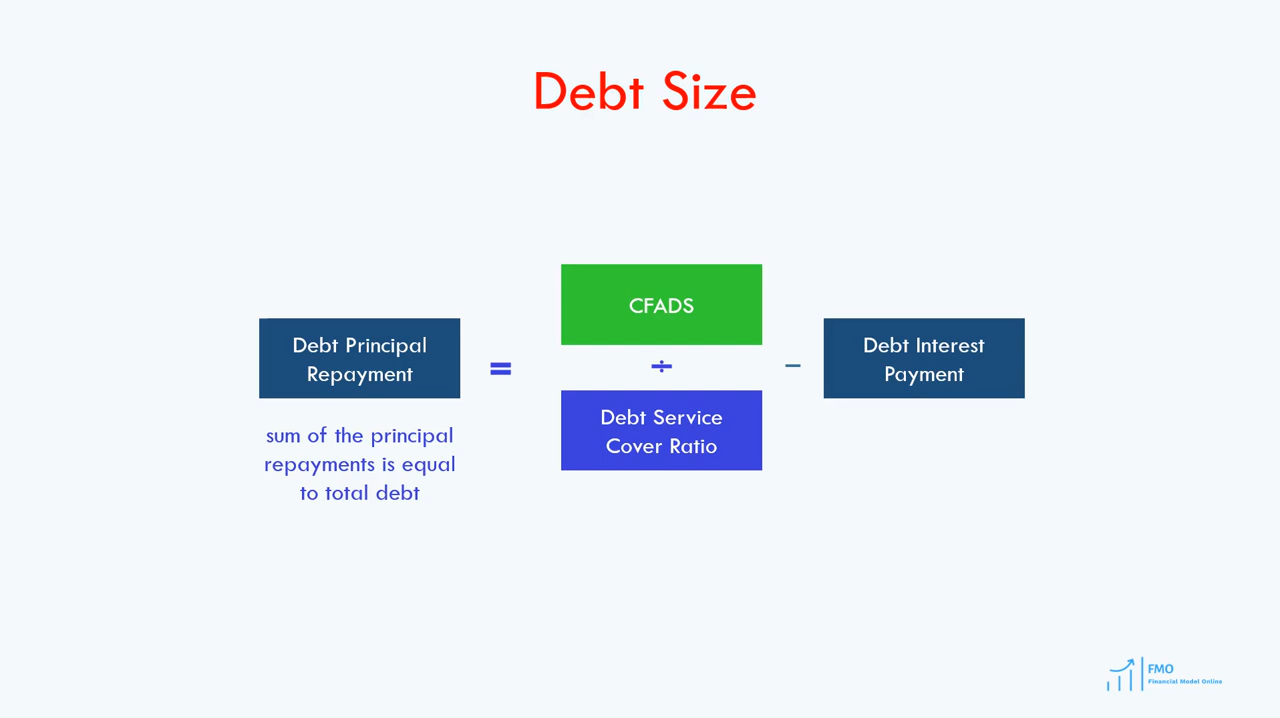 Debt Size
Debt Principal
Repayment
=
CFADS
÷
Debt Service
Cover Ratio
−
Debt Interest
Payment
sum of the principal
repayments is equal
to total debt
FMO
Financial Model Online